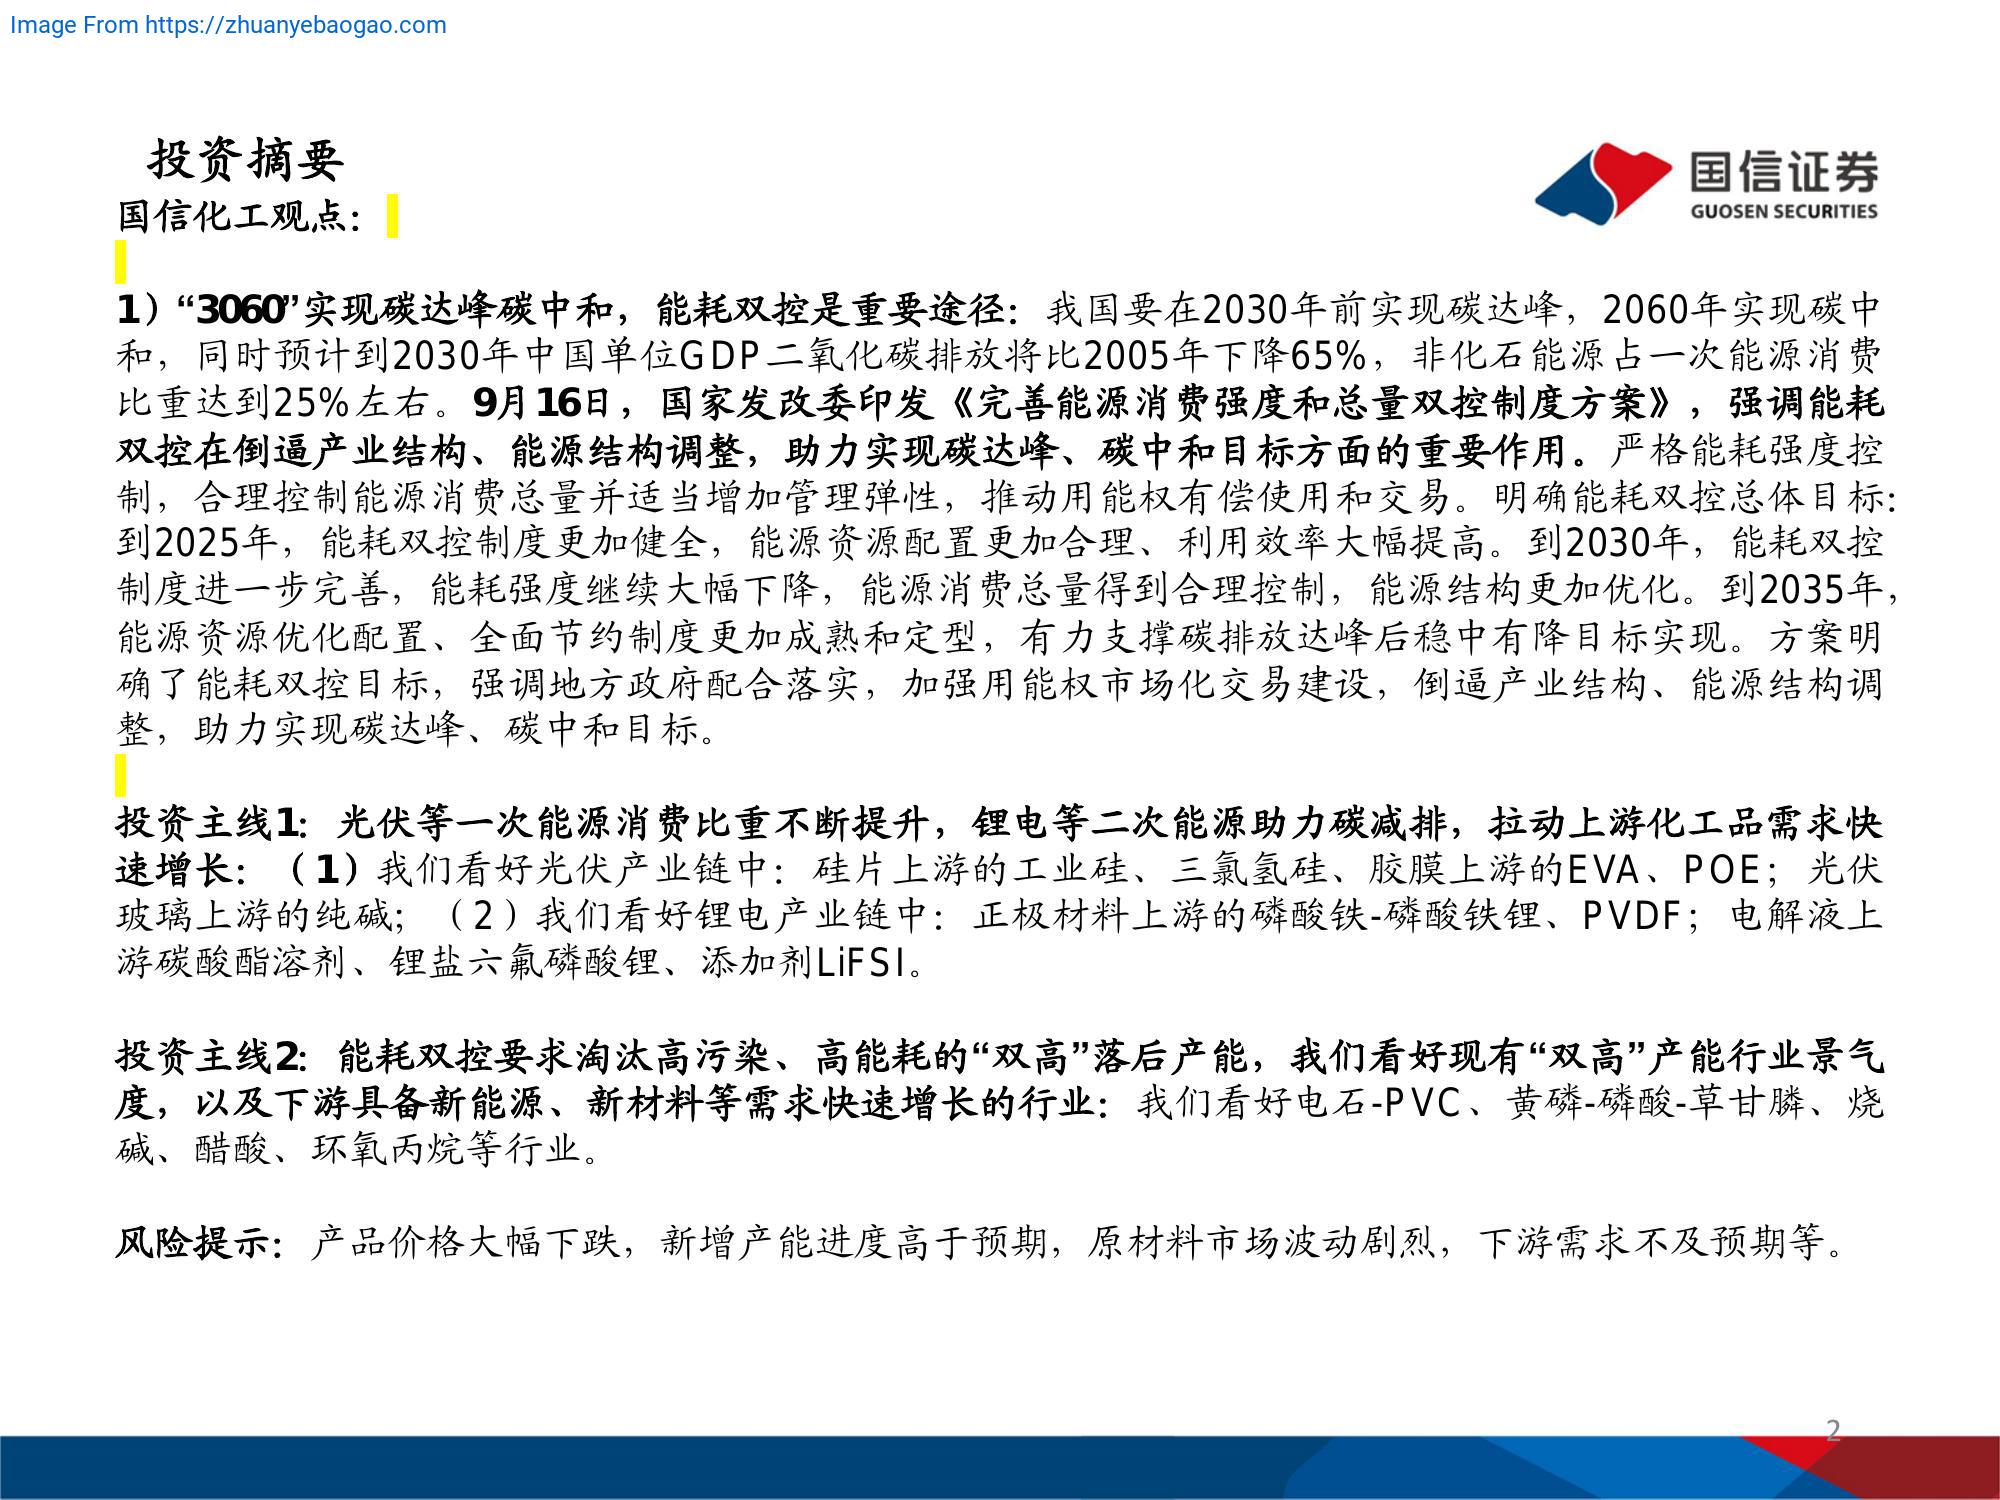 Image From https://zhuanyebaogao.com
投资摘要
国信证券
GUOSEN SECURITIES
国信化工观点：
1）“3060”实现碳达峰碳中和，能耗双控是重要途径：我国要在2030年前实现碳达峰，2060年实现碳中
和，同时预计到2030年中国单位GDP二氧化碳排放将比2005年下降65%，非化石能源占一次能源消费
比重达到25%左右。9月16日，国家发改委印发《完善能源消费强度和总量双控制度方案》，强调能耗
双控在倒逼产业结构、能源结构调整，助力实现碳达峰、碳中和目标方面的重要作用。严格能耗强度控
制，合理控制能源消费总量并适当增加管理弹性，推动用能权有偿使用和交易。明确能耗双控总体目标：
到2025年，能耗双控制度更加健全，能源资源配置更加合理、利用效率大幅提高。到2030年，能耗双控
制度进一步完善，能耗强度继续大幅下降，能源消费总量得到合理控制，能源结构更加优化。到2035年，
能源资源优化配置、全面节约制度更加成熟和定型，有力支撑碳排放达峰后稳中有降目标实现。方案明
确了能耗双控目标，强调地方政府配合落实，加强用能权市场化交易建设，倒逼产业结构、能源结构调
整，助力实现碳达峰、碳中和目标。
投资主线1：光伏等一次能源消费比重不断提升，锂电等二次能源助力碳减排，拉动上游化工品需求快
速增长：（1）我们看好光伏产业链中：硅片上游的工业硅、三氯氢硅、胶膜上游的EVA、POE；光伏
玻璃上游的纯碱；（2）我们看好锂电产业链中：正极材料上游的磷酸铁-磷酸铁锂、PVDF；电解液上
游碳酸酯溶剂、锂盐六氟磷酸锂、添加剂LiFSI。
投资主线2：能耗双控要求淘汰高污染、高能耗的“双高”落后产能，我们看好现有“双高”产能行业景气
度，以及下游具备新能源、新材料等需求快速增长的行业：我们看好电石-PVC、黄磷-磷酸-草甘膦、烧
碱、醋酸、环氧丙烷等行业。
风险提示：产品价格大幅下跌，新增产能进度高于预期，原材料市场波动剧烈，下游需求不及预期等。
2